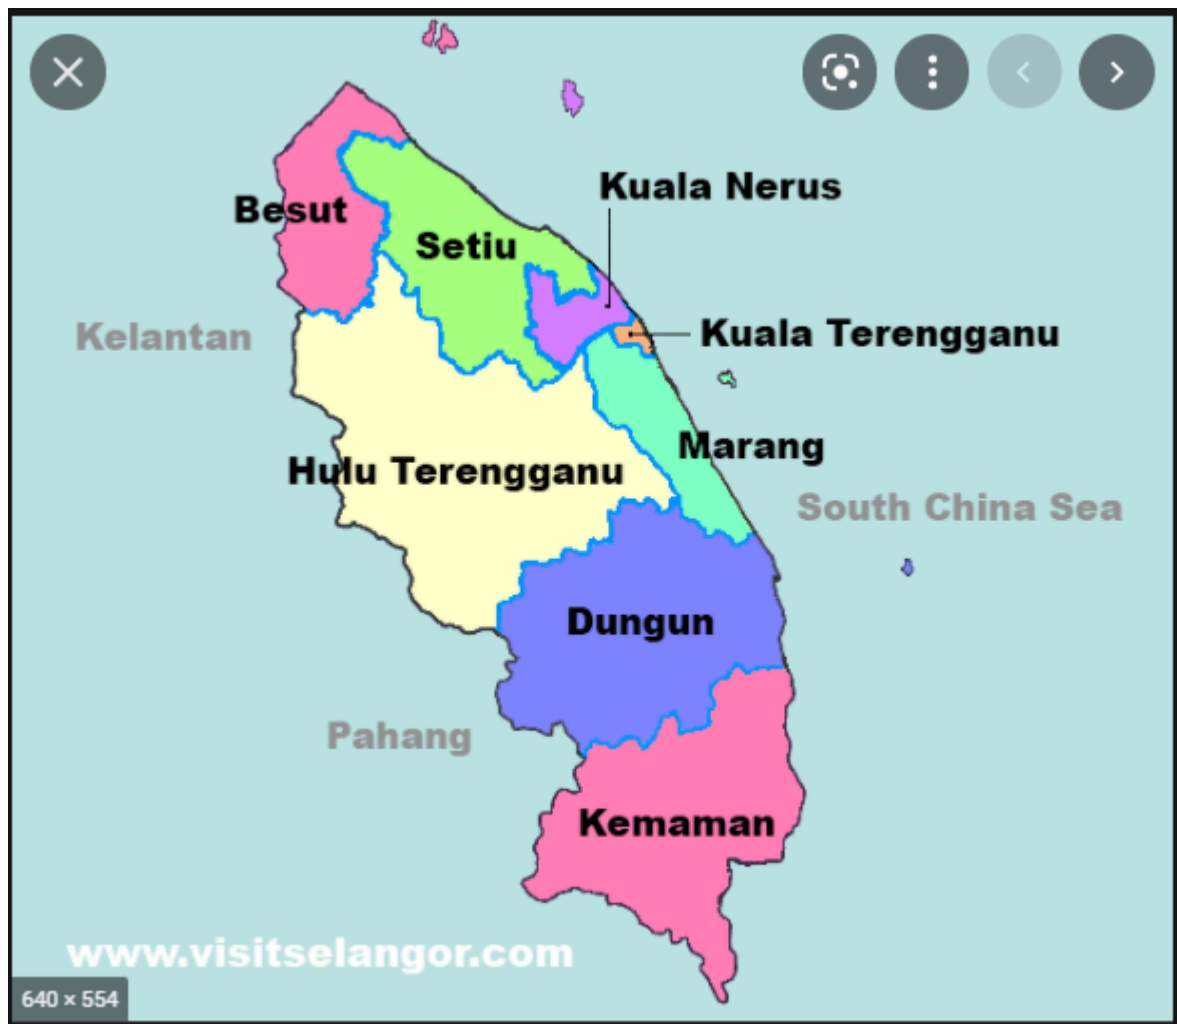 Kuala Nerus
Besut
Setiu
Kelantan
Kuala Terengganu
Marang
Hulu Terengganu
South China Sea
Dungun
Pahang
Kemaman
www.visitselangor.com
640 × 554